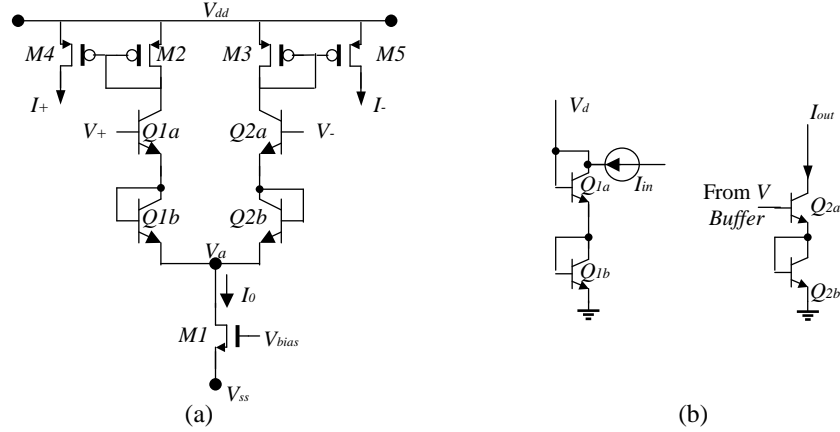 Vdd
M4 M2 M3 M5
I+ I-
V+ Q1a Q2a V-
Q1b Q2b
Va
I0
M1 Vbias
Vss
(a)
Vd
Q1a Iin
Q1b
Iout
From V
Buffer
Q2a
Q2b
(b)